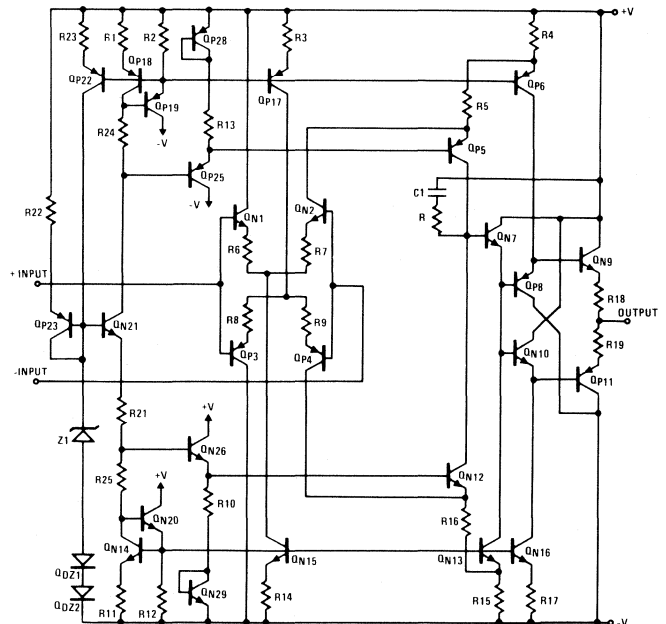 +V
R23
R1
R2
QP28
R3
R4
QP18
QP22
QP19
QP17
QP6
R5
R24
R13
-V
QP5
QP25
C1
R22
-V
QN1
QN2
R
QN7
R6
R7
QN9
+ INPUT
QP8
R18
OUTPUT
QP23
QN21
R8
R9
R19
QN10
QP3
QP4
QP11
-INPUT
R21
+V
Z1
QN26
R25
+V
QN12
R10
QN20
R16
QN14
QN15
QN13
QN16
QDZ1
QDZ2
R11
R12
QN29
R14
R15
R17
-V